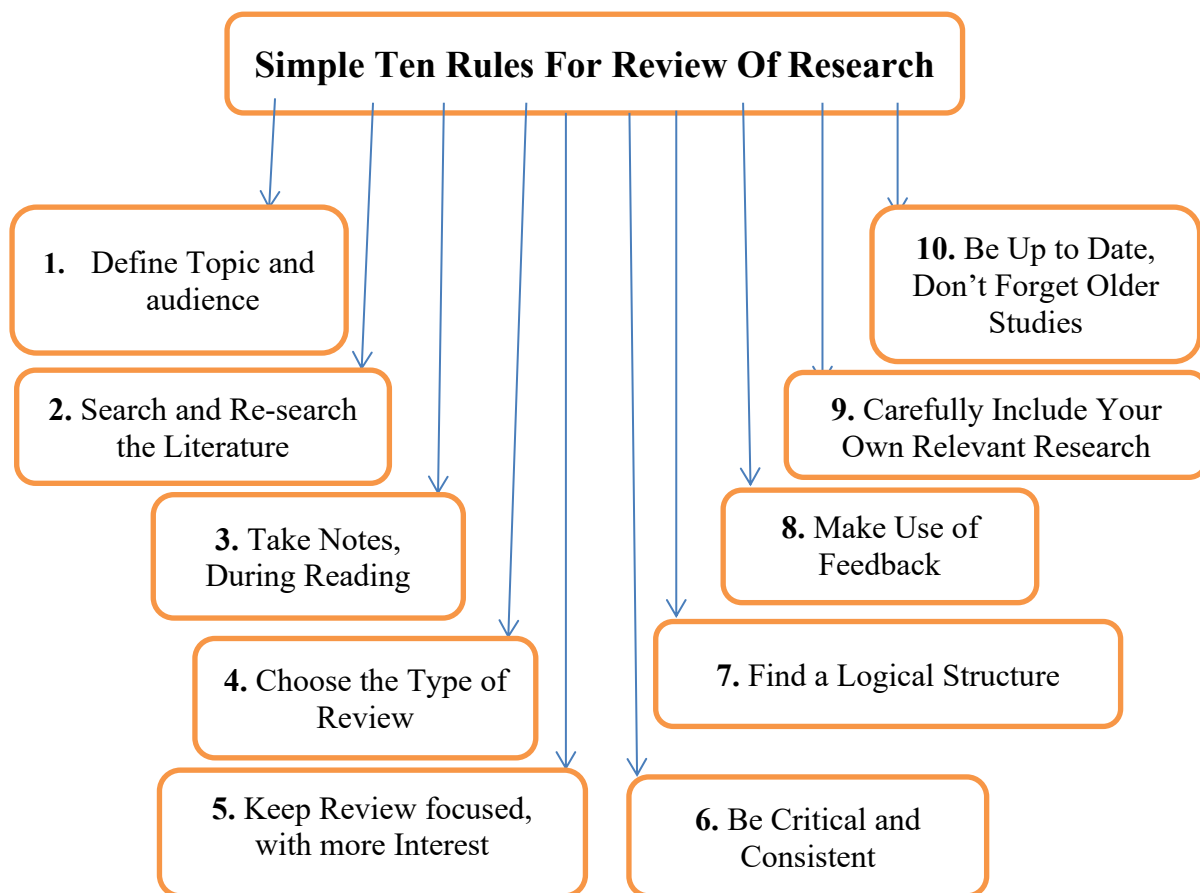 Simple Ten Rules For Review Of Research
1. Define Topic and
audience
2. Search and Re-search
the Literature
3. Take Notes,
During Reading
4. Choose the Type of
Review
5. Keep Review focused,
with more Interest
6. Be Critical and
Consistent
7. Find a Logical Structure
8. Make Use of
Feedback
9. Carefully Include Your
Own Relevant Research
10. Be Up to Date,
Don’t Forget Older
Studies